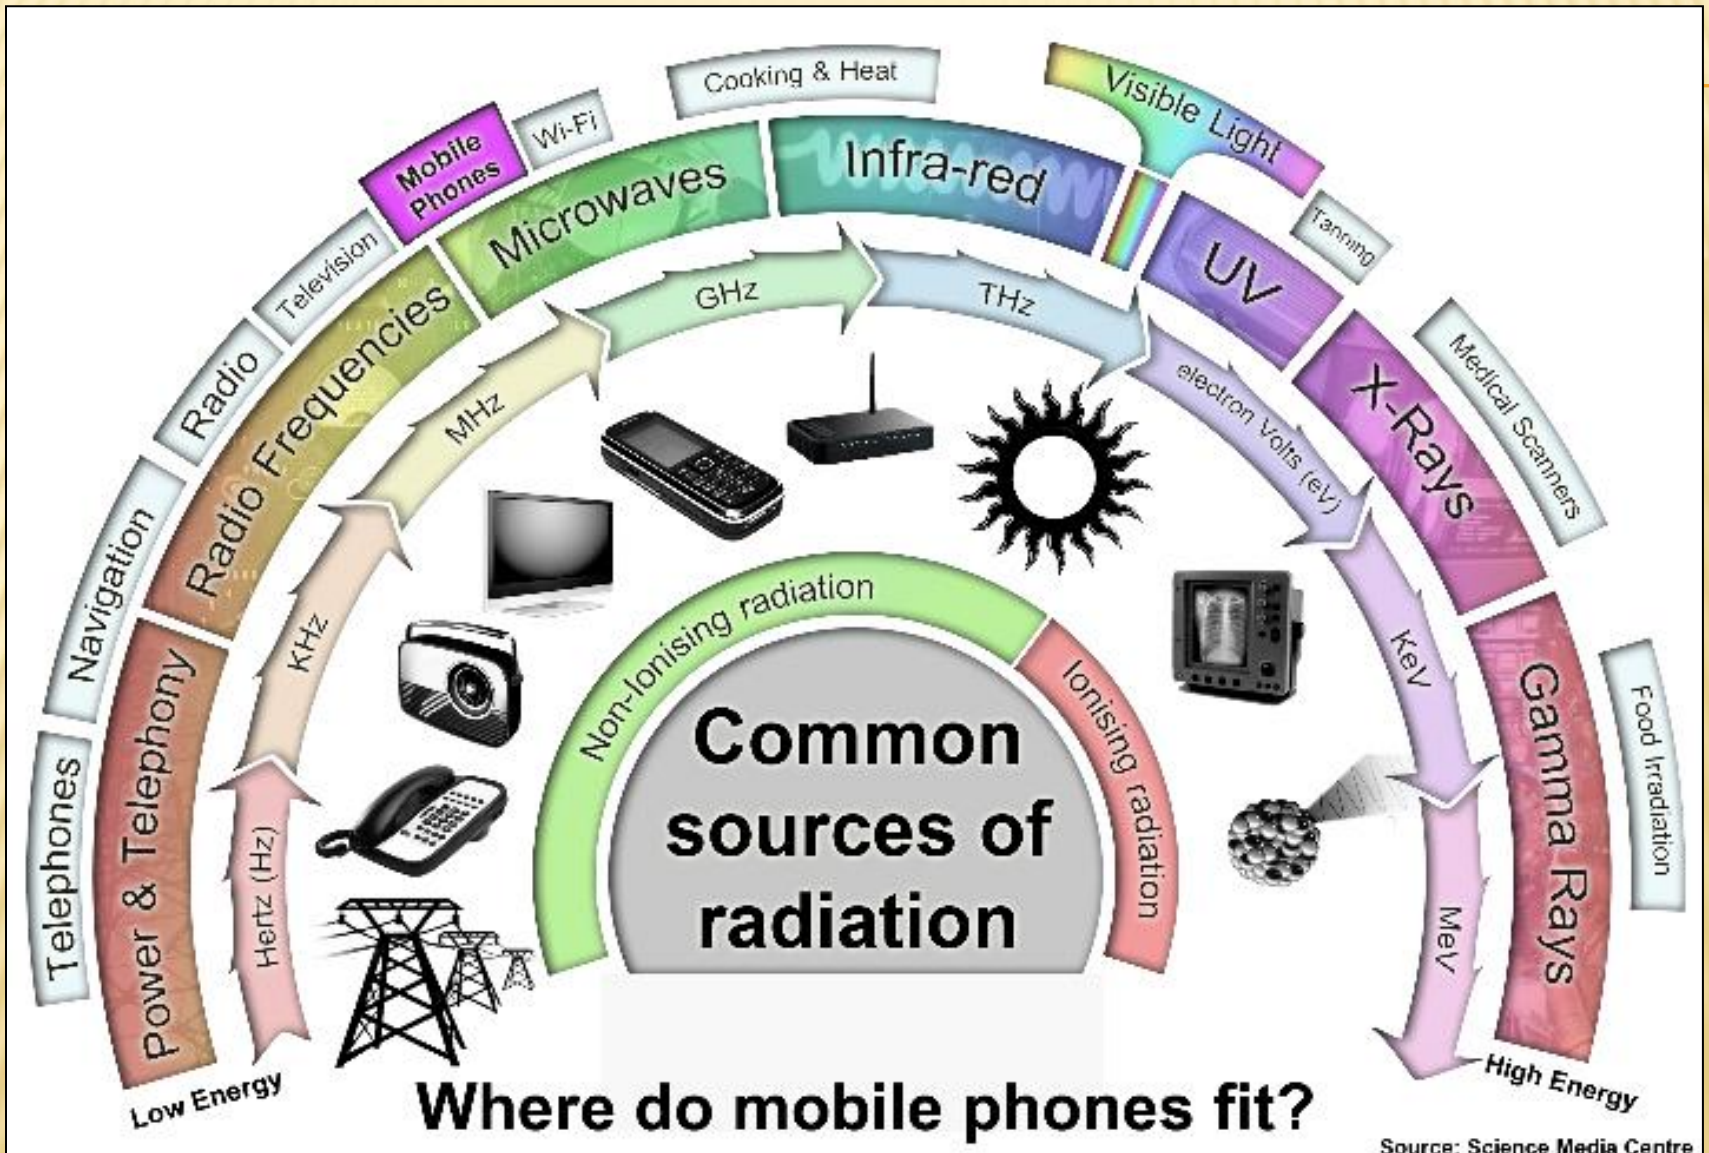 Telephones
Navigation
Radio
Television
Mobile
Phones
Wi-Fi
Cooking & Heat
Visible Light
Tanning
Medical Scanners
Food Irradiation
Power & Telephony
Radio Frequencies
Microwaves
Infra-red
UV
X-Rays
Gamma Rays
Hertz (Hz)
KHz
MHz
GHz
THz
electron Volts (eV)
KeV
MeV
Non-Ionising radiation
Ionising radiation
Common
sources of
radiation
Low Energy
High Energy
Where do mobile phones fit?
Source: Science Media Centre